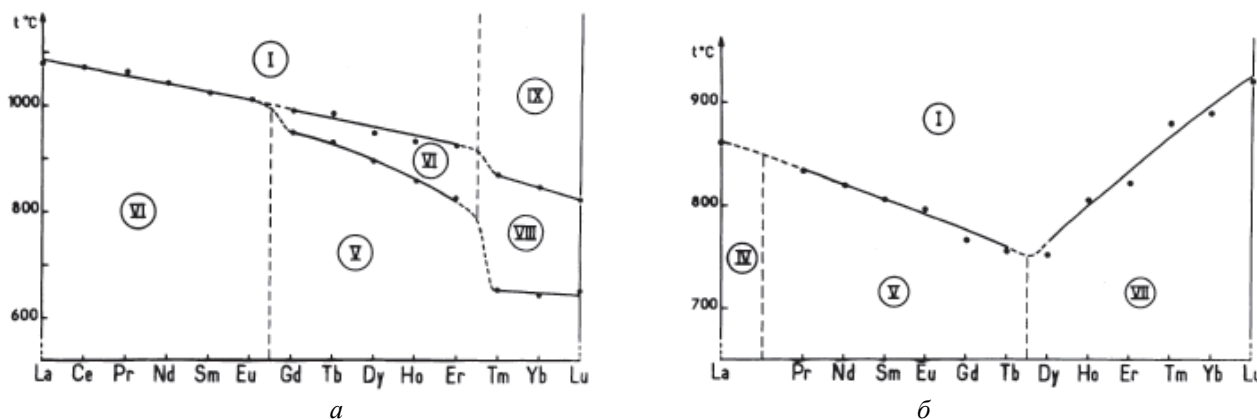 t °C
1000
800
600
I
IX
VI
VI
VIII
V
La Ce Pr Nd Sm Eu Gd Tb Dy Ho Er Tm Yb Lu
а
t °C
900
800
700
I
IV
V
VII
La Pr Nd Sm Eu Gd Tb Dy Ho Er Tm Yb
б